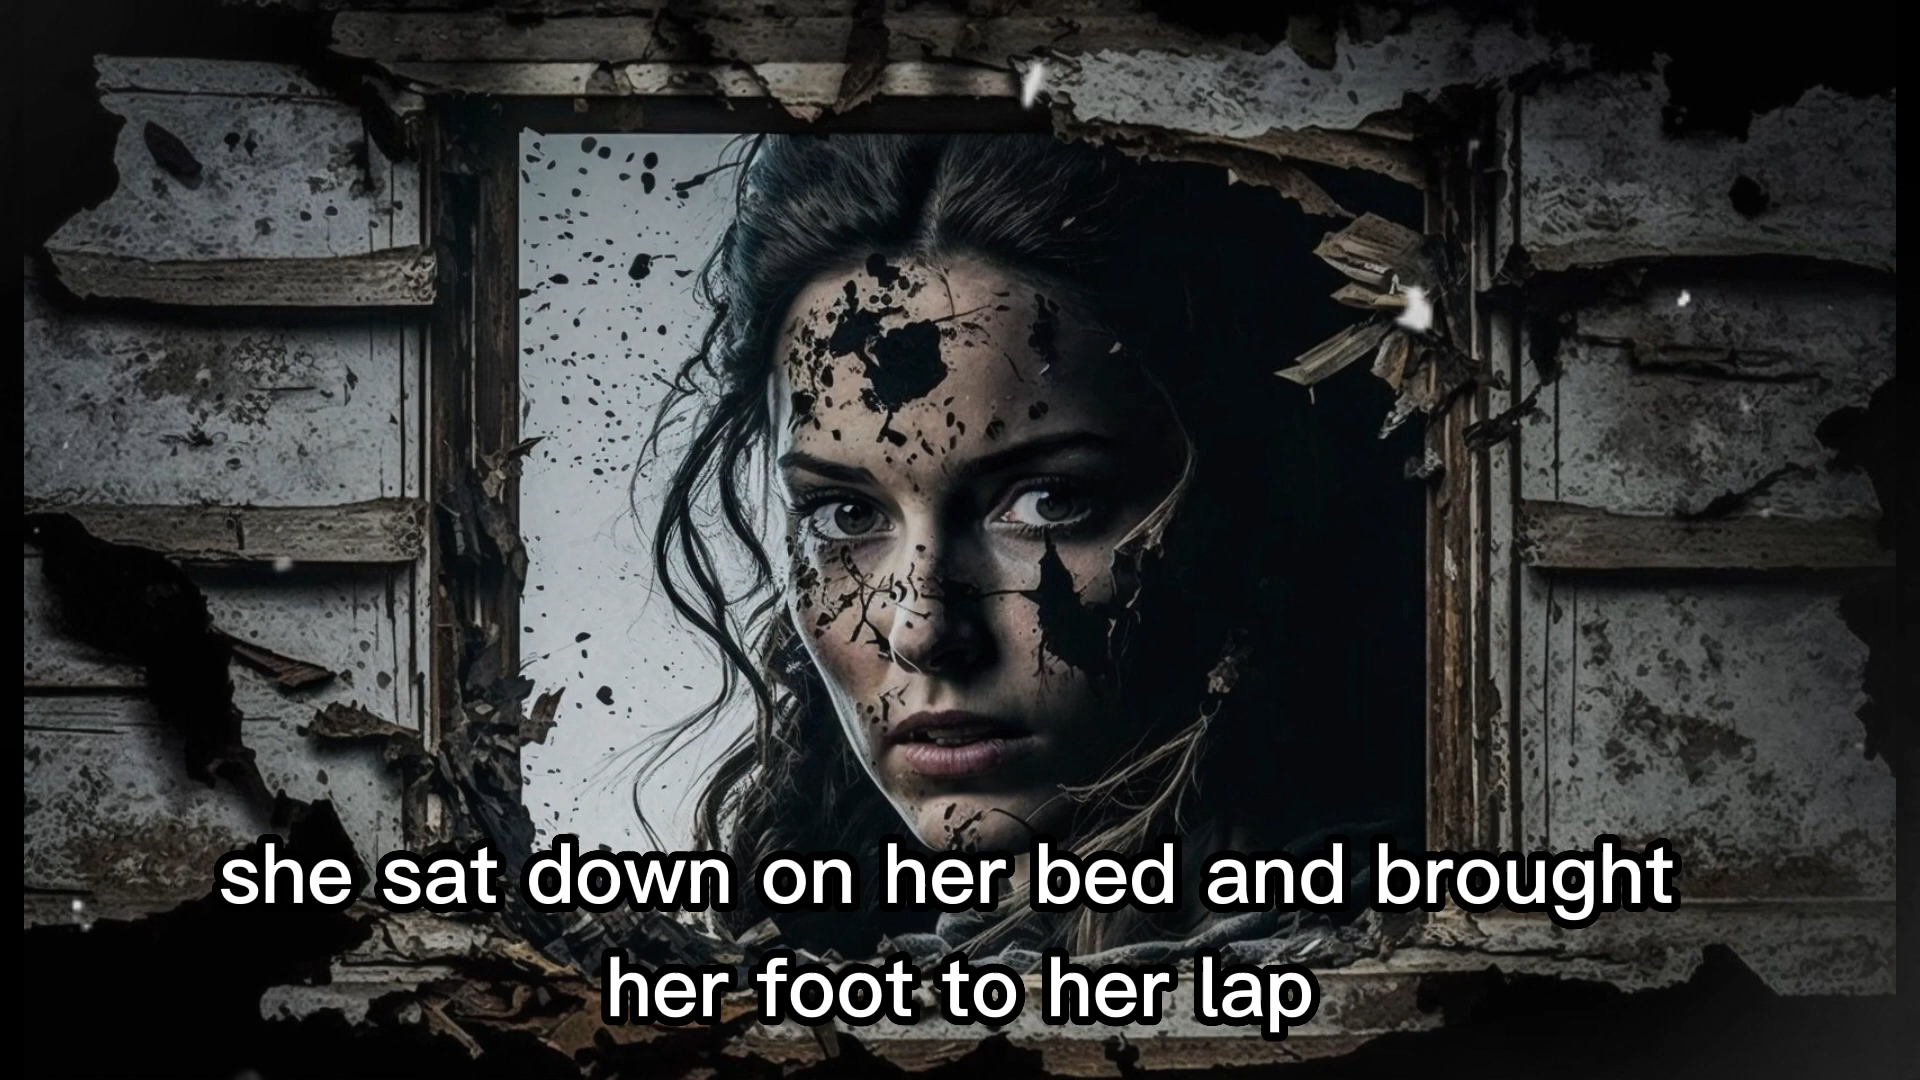 she sat down on her bed and brought
her foot to her lap